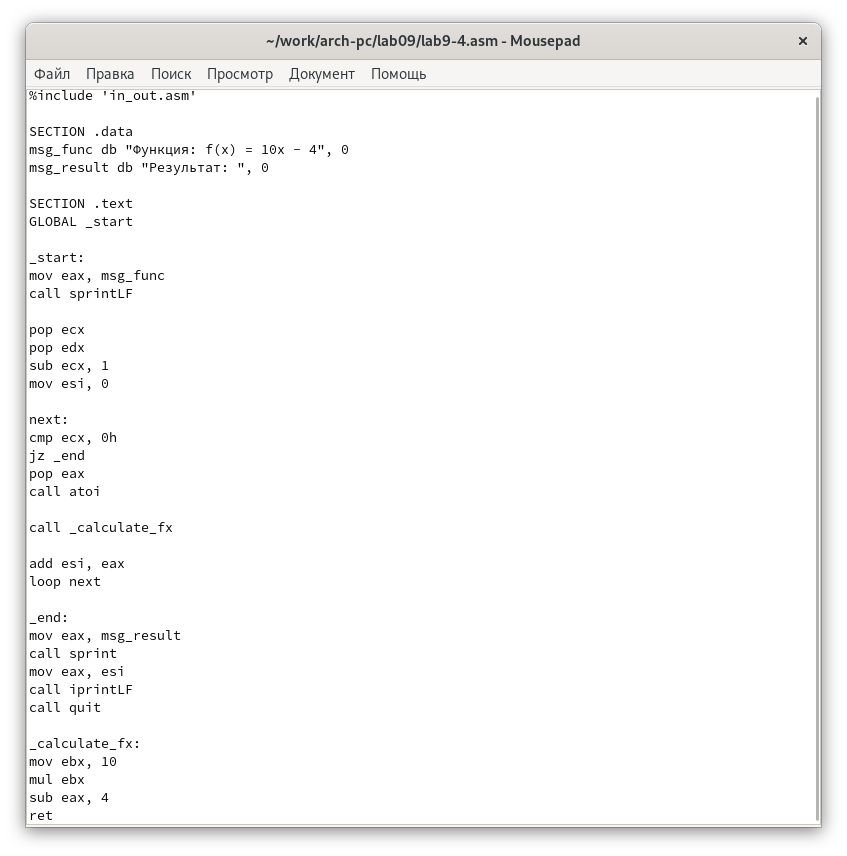 ~/work/arch-pc/lab09/lab9-4.asm - Mousepad
Файл Правка Поиск Просмотр Документ Помощь
%include 'in_out.asm'
SECTION .data
msg_func db "Функция: f(x) = 10x - 4", 0
msg_result db "Результат: ", 0
SECTION .text
GLOBAL _start
_start:
mov eax, msg_func
call sprintLF
pop ecx
pop edx
sub ecx, 1
mov esi, 0
next:
cmp ecx, 0h
jz _end
pop eax
call atoi
call _calculate_fx
add esi, eax
loop next
_end:
mov eax, msg_result
call sprint
mov eax, esi
call iprintLF
call quit
_calculate_fx:
mov ebx, 10
mul ebx
sub eax, 4
ret